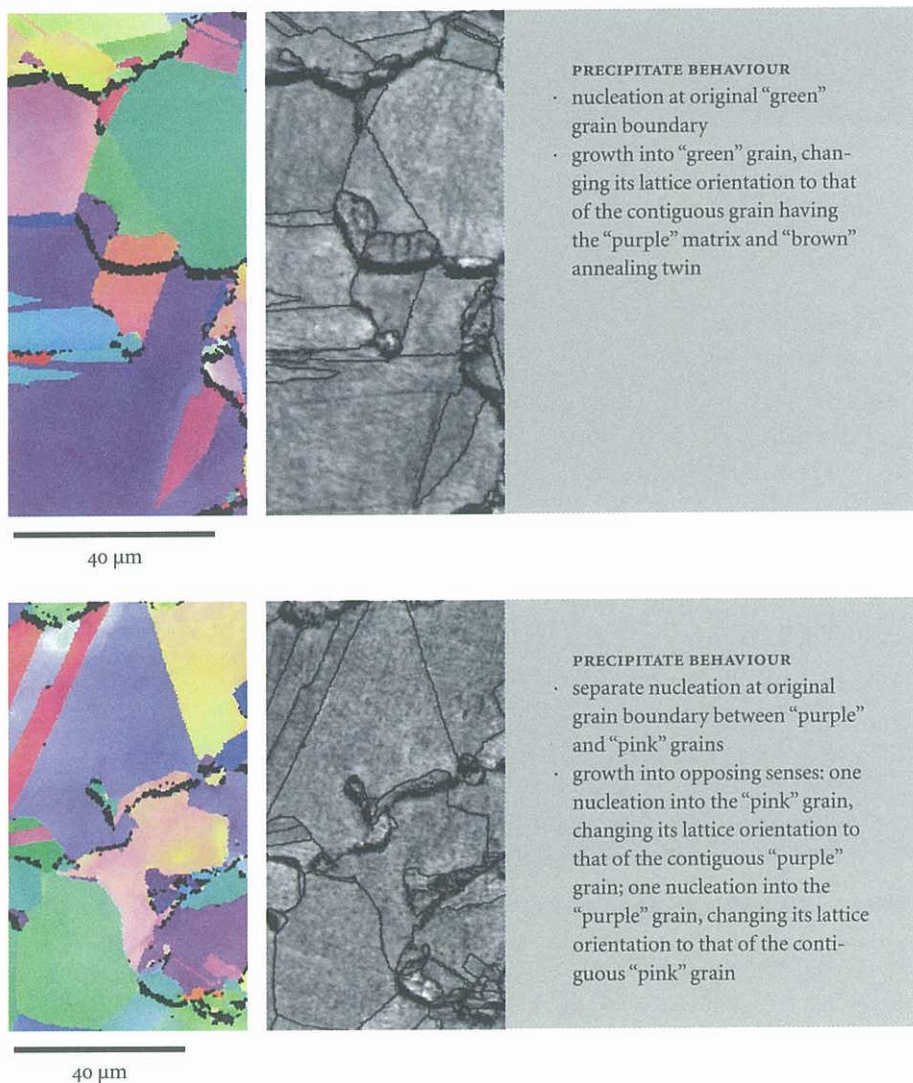 PRECIPITATE BEHAVIOUR
· nucleation at original “green”
grain boundary
· growth into “green” grain, chan-
ging its lattice orientation to that
of the contiguous grain having
the “purple” matrix and “brown”
annealing twin
40 µm
PRECIPITATE BEHAVIOUR
· separate nucleation at original
grain boundary between “purple”
and “pink” grains
· growth into opposing senses: one
nucleation into the “pink” grain,
changing its lattice orientation to
that of the contiguous “purple”
grain; one nucleation into the
“purple” grain, changing its lattice
orientation to that of the conti-
guous “pink” grain
40 µm